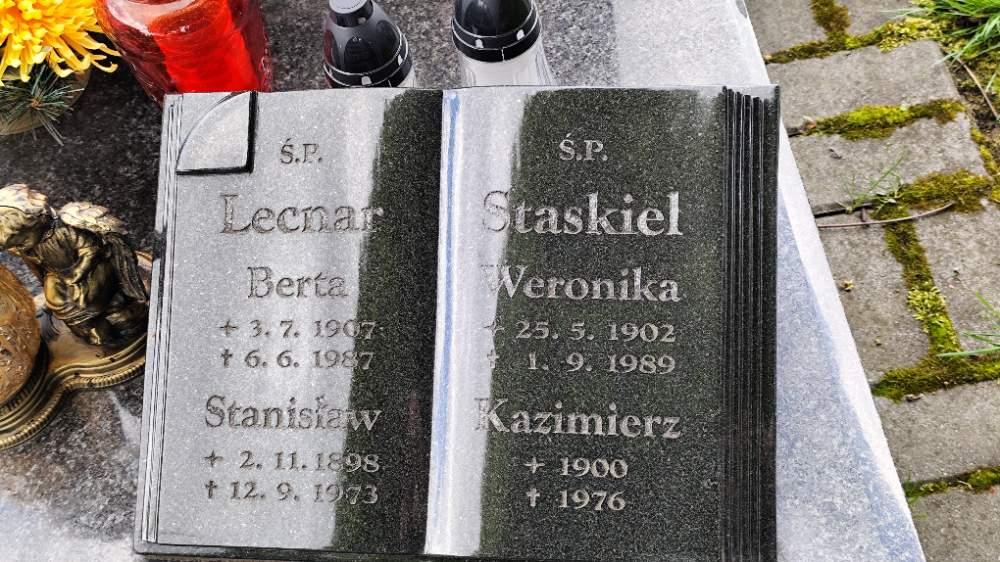 Ś.P.
Lecnar
Berta
✢ 3. 7. 1907
✝ 6. 6. 1987
Stanisław
✢ 2. 11. 1898
✝ 12. 9. 1973
Ś.P.
Staskiel
Weronika
✢ 25. 5. 1902
✝ 1. 9. 1989
Kazimierz
✢ 1900
✝ 1976